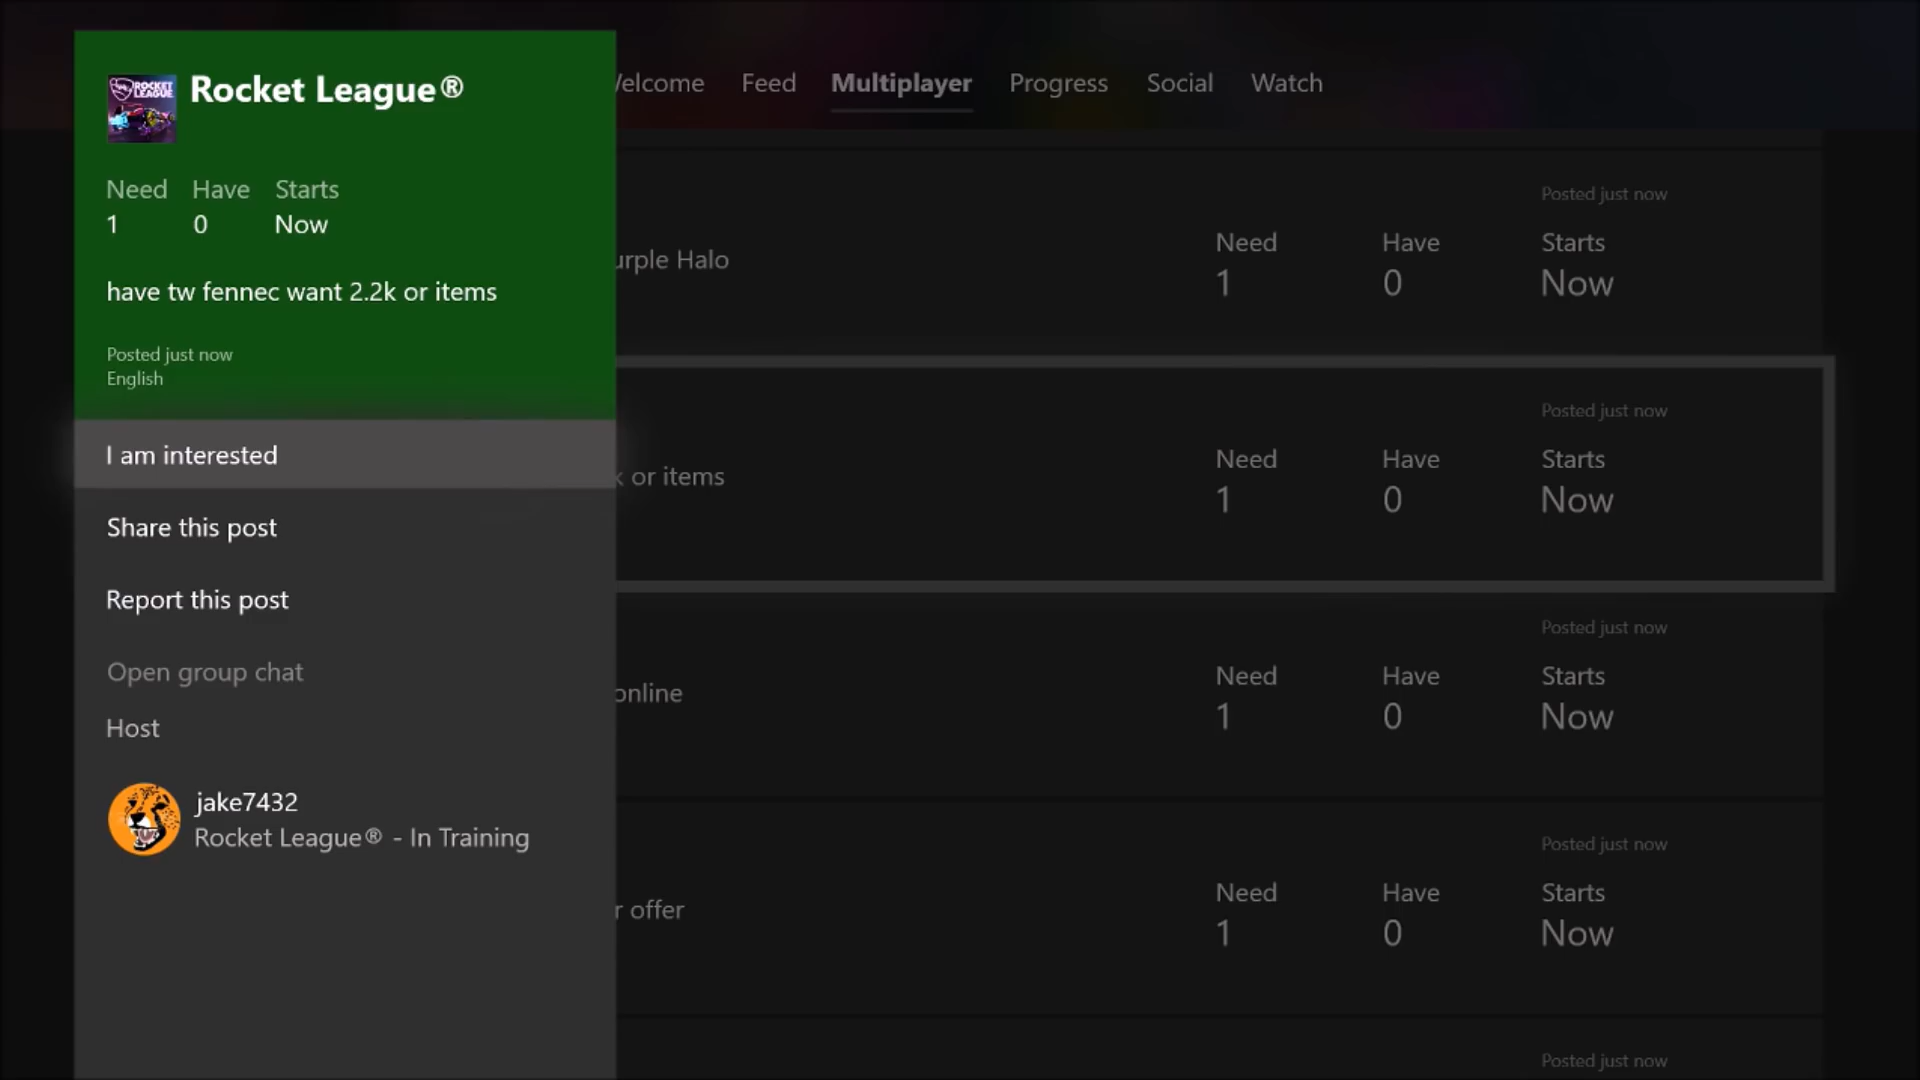 Rocket League®
ROCKET
LEAGUE
Need Have Starts
1 0 Now
have tw fennec want 2.2k or items
Posted just now
English
I am interested
Share this post
Report this post
Open group chat
Host
jake7432
Rocket League® - In Training
elcome Feed Multiplayer Progress Social Watch
Posted just now
urple Halo
Need Have Starts
1 0 Now
Posted just now
k or items
Need Have Starts
1 0 Now
Posted just now
online
Need Have Starts
1 0 Now
Posted just now
r offer
Need Have Starts
1 0 Now
Posted just now